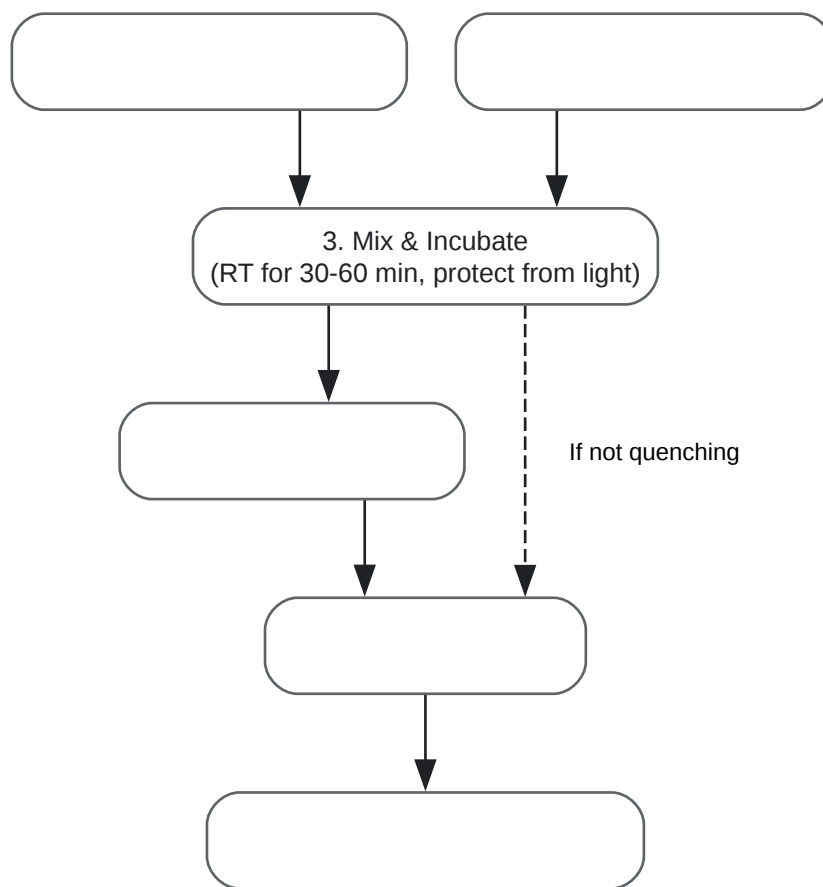 3. Mix & Incubate
(RT for 30-60 min, protect from light)
If not quenching